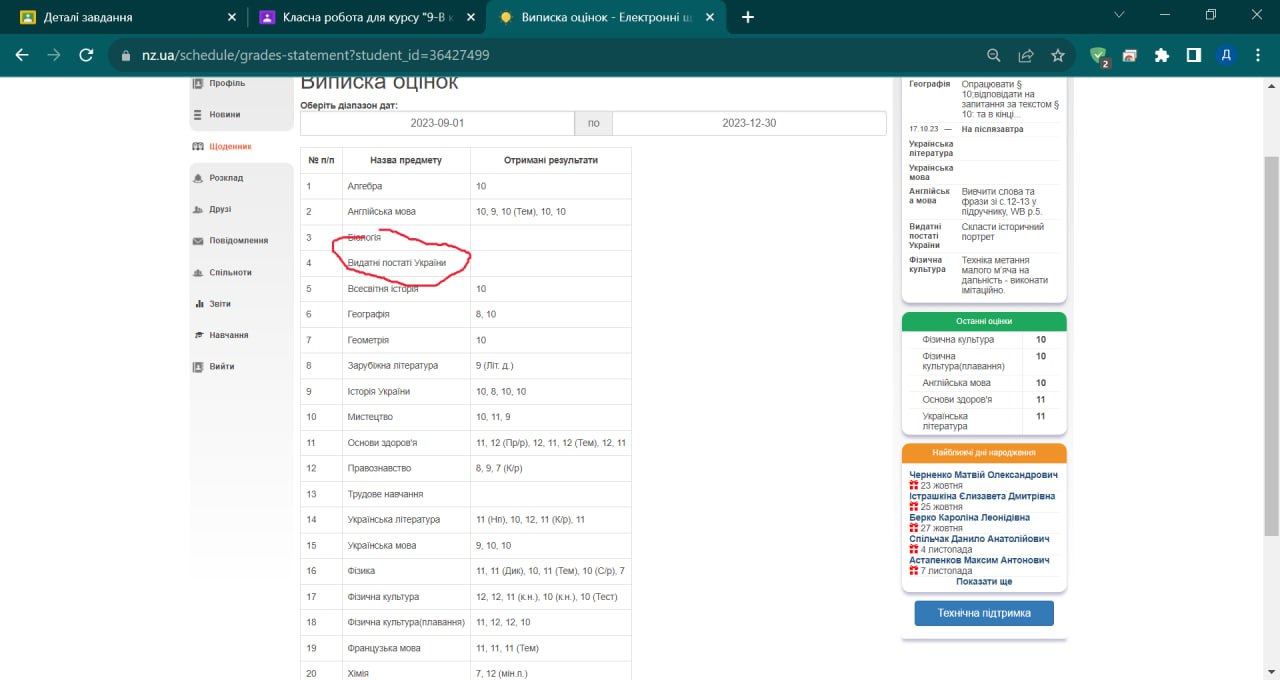 Деталі завдання
Класна робота для курсу "9-В к
Виписка оцінок - Електронні щ
nz.ua/schedule/grades-statement?student_id=36427499
2
Д
Профіль
Новини
Щоденник
Розклад
Друзі
Повідомлення
Спільноти
Звіти
Навчання
Вийти
Виписка оцінок
Оберіть діапазон дат:
2023-09-01 по 2023-12-30
№ п/п Назва предмету Отримані результати
1 Алгебра 10
2 Англійська мова 10, 9, 10 (Тем), 10, 10
3 Біологія
4 Видатні постаті України
5 Всесвітня історія 10
6 Географія 8, 10
7 Геометрія 10
8 Зарубіжна література 9 (Літ. д.)
9 Історія України 10, 8, 10, 10
10 Мистецтво 10, 11, 9
11 Основи здоров'я 11, 12 (Пр/р), 12, 11, 12 (Тем), 12, 11
12 Правознавство 8, 9, 7 (К/р)
13 Трудове навчання
14 Українська література 11 (Нп), 10, 12, 11 (К/р), 11
15 Українська мова 9, 10, 10
16 Фізика 11, 11 (Дик), 10, 11 (Тем), 10 (С/р), 7
17 Фізична культура 12, 12, 11 (к.н.), 10 (к.н.), 10 (Тест)
18 Фізична культура(плавання) 11, 12, 12, 10
19 Французька мова 11, 11, 11 (Тем)
20 Хімія 7, 12 (мін.п.)
Географія Опрацювати §
10;відповідати на
запитання за текстом §
10: та в кінці...
17.10.23 — На післязавтра
Українська
література
Українська
мова
Англійськ
а мова
Вивчити слова та
фрази зі с.12-13 у
підручнику, WB p.5.
Видатні
постаті
України
Скласти історичний
портрет
Фізична
культура
Техніка метання
малого м'яча на
дальність - виконати
імітаційно.
Останні оцінки
Фізична культура 10
Фізична
культура(плавання) 10
Англійська мова 10
Основи здоров'я 11
Українська
література 11
Найближчі дні народження
Черненко Матвій Олександрович
23 жовтня
Істрашкіна Єлизавета Дмитрівна
25 жовтня
Берко Кароліна Леонідівна
27 жовтня
Спільчак Данило Анатолійович
4 листопада
Астапенков Максим Антонович
7 листопада
Показати ще
Технічна підтримка